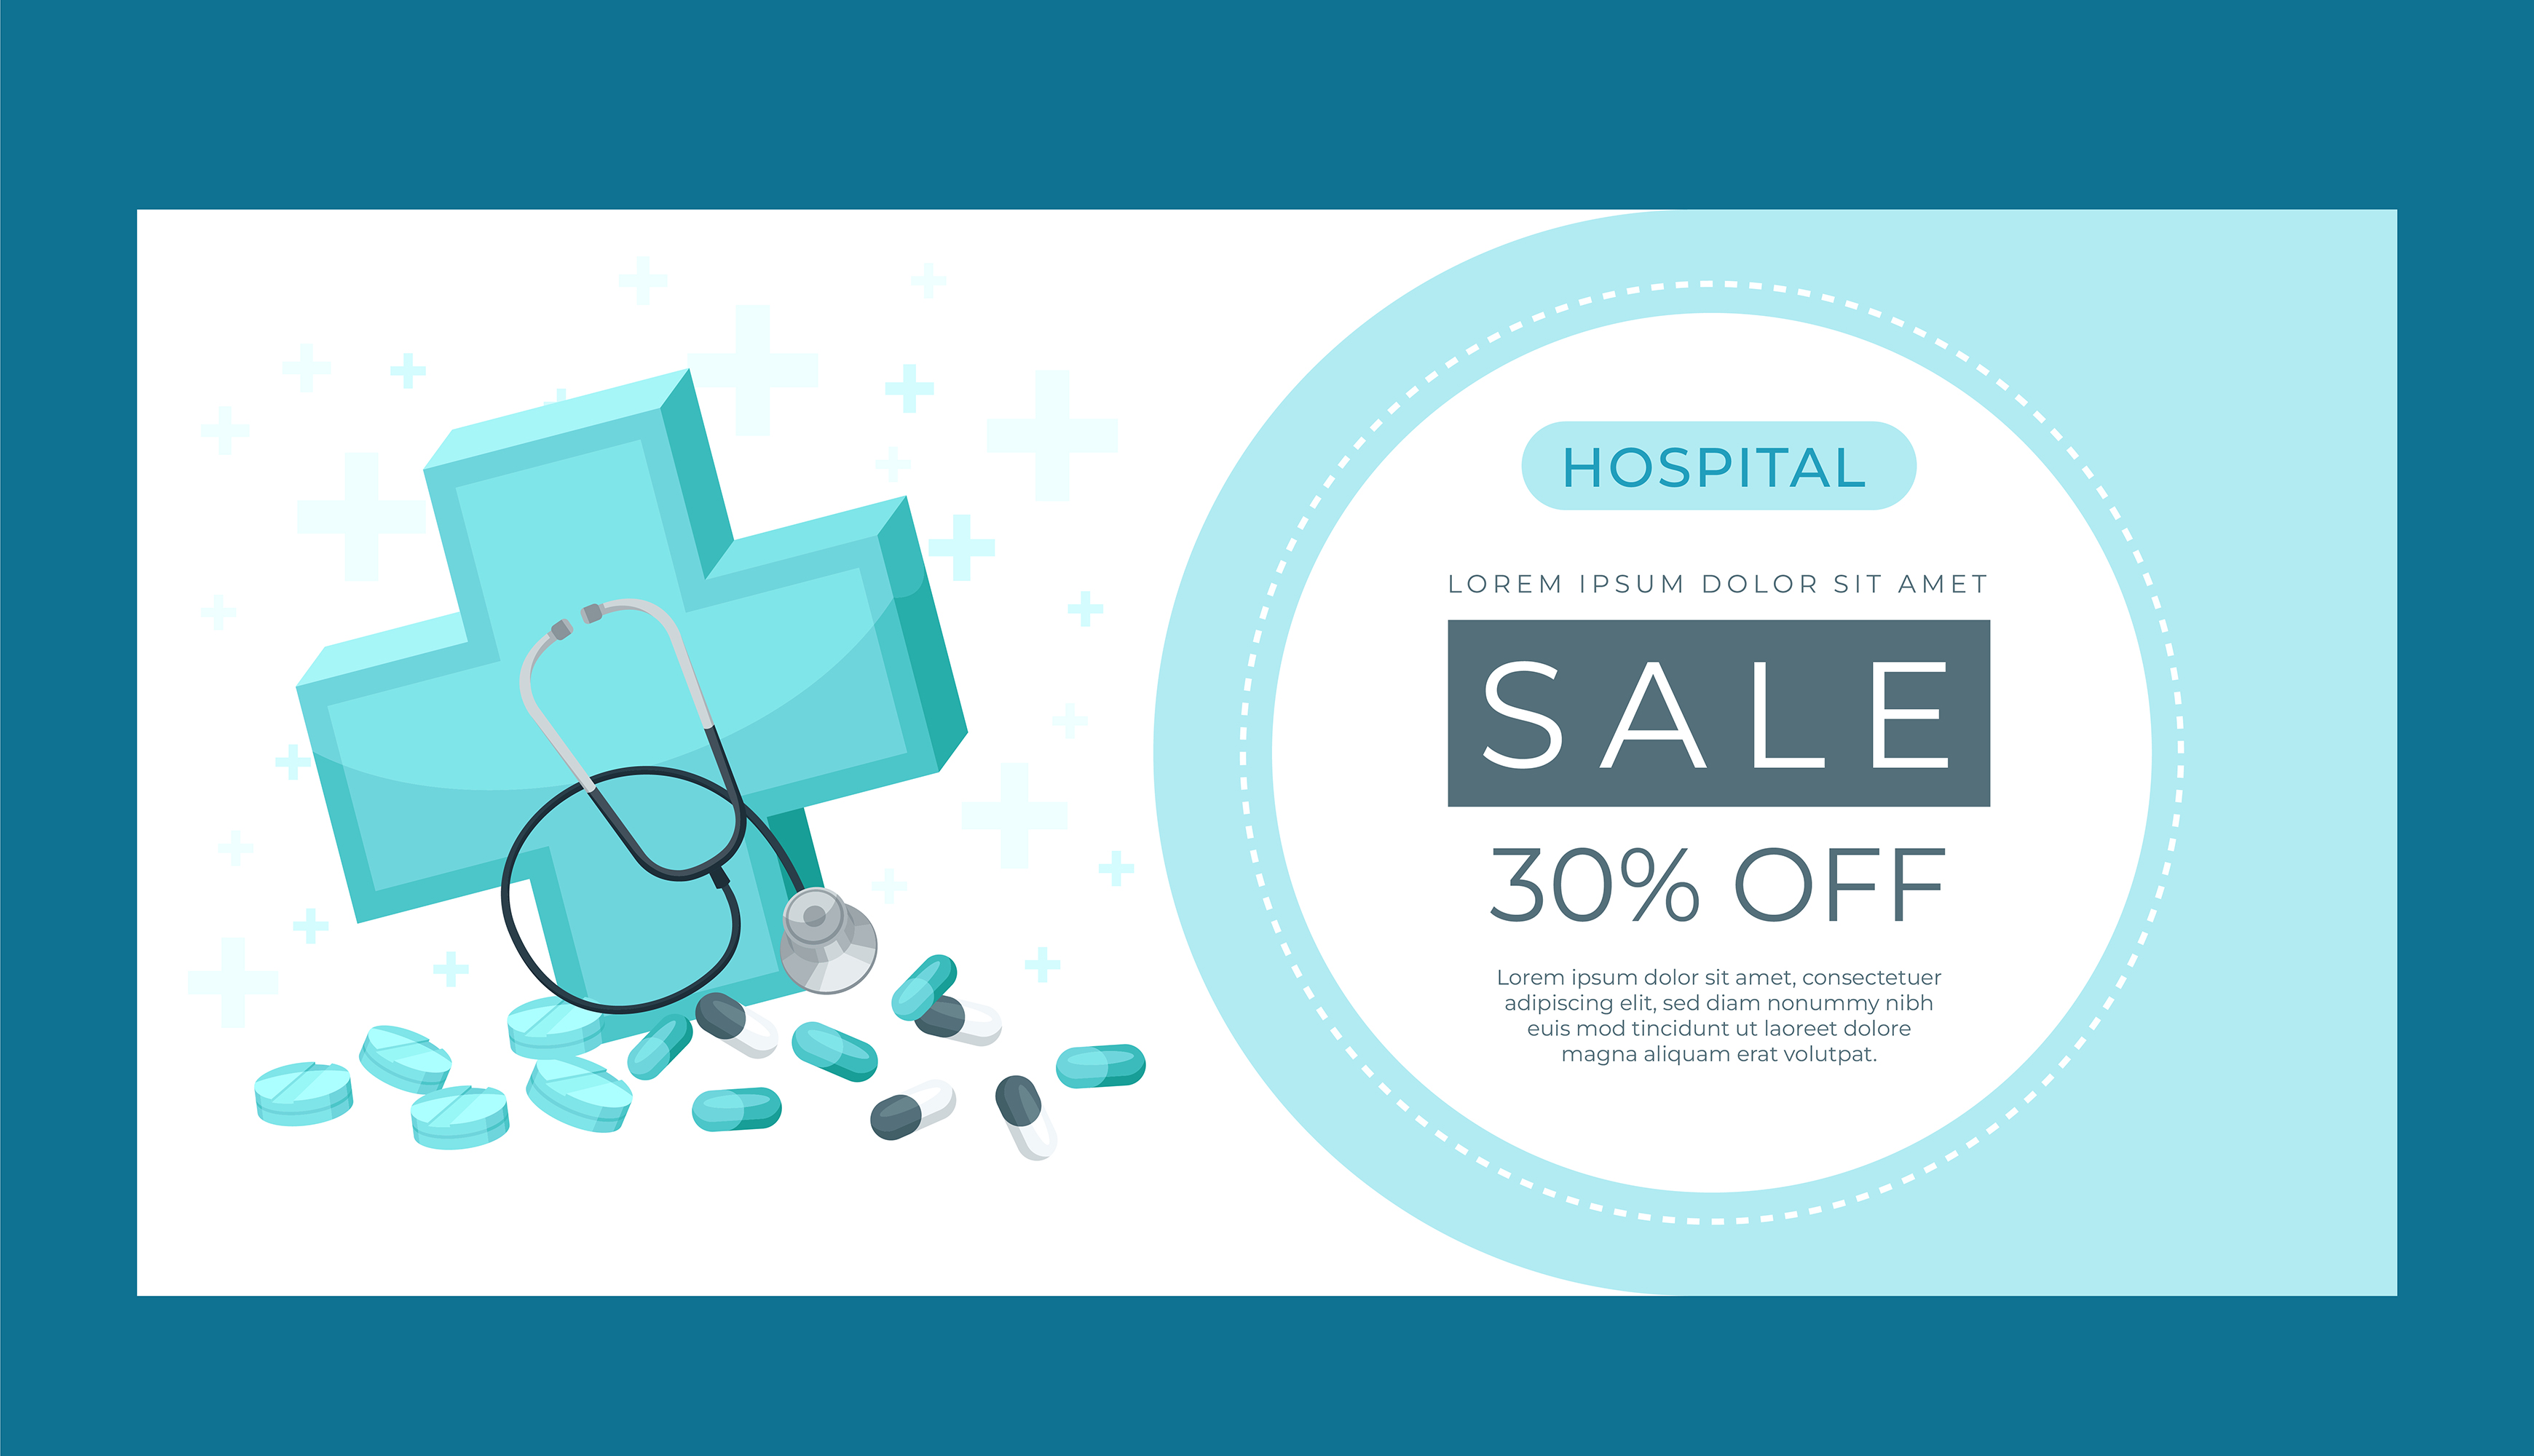 HOSPITAL
LOREM IPSUM DOLOR SIT AMET
SALE
30% OFF
Lorem ipsum dolor sit amet, consectetuer
adipiscing elit, sed diam nonummy nibh
euis mod tincidunt ut laoreet dolore
magna aliquam erat volutpat.